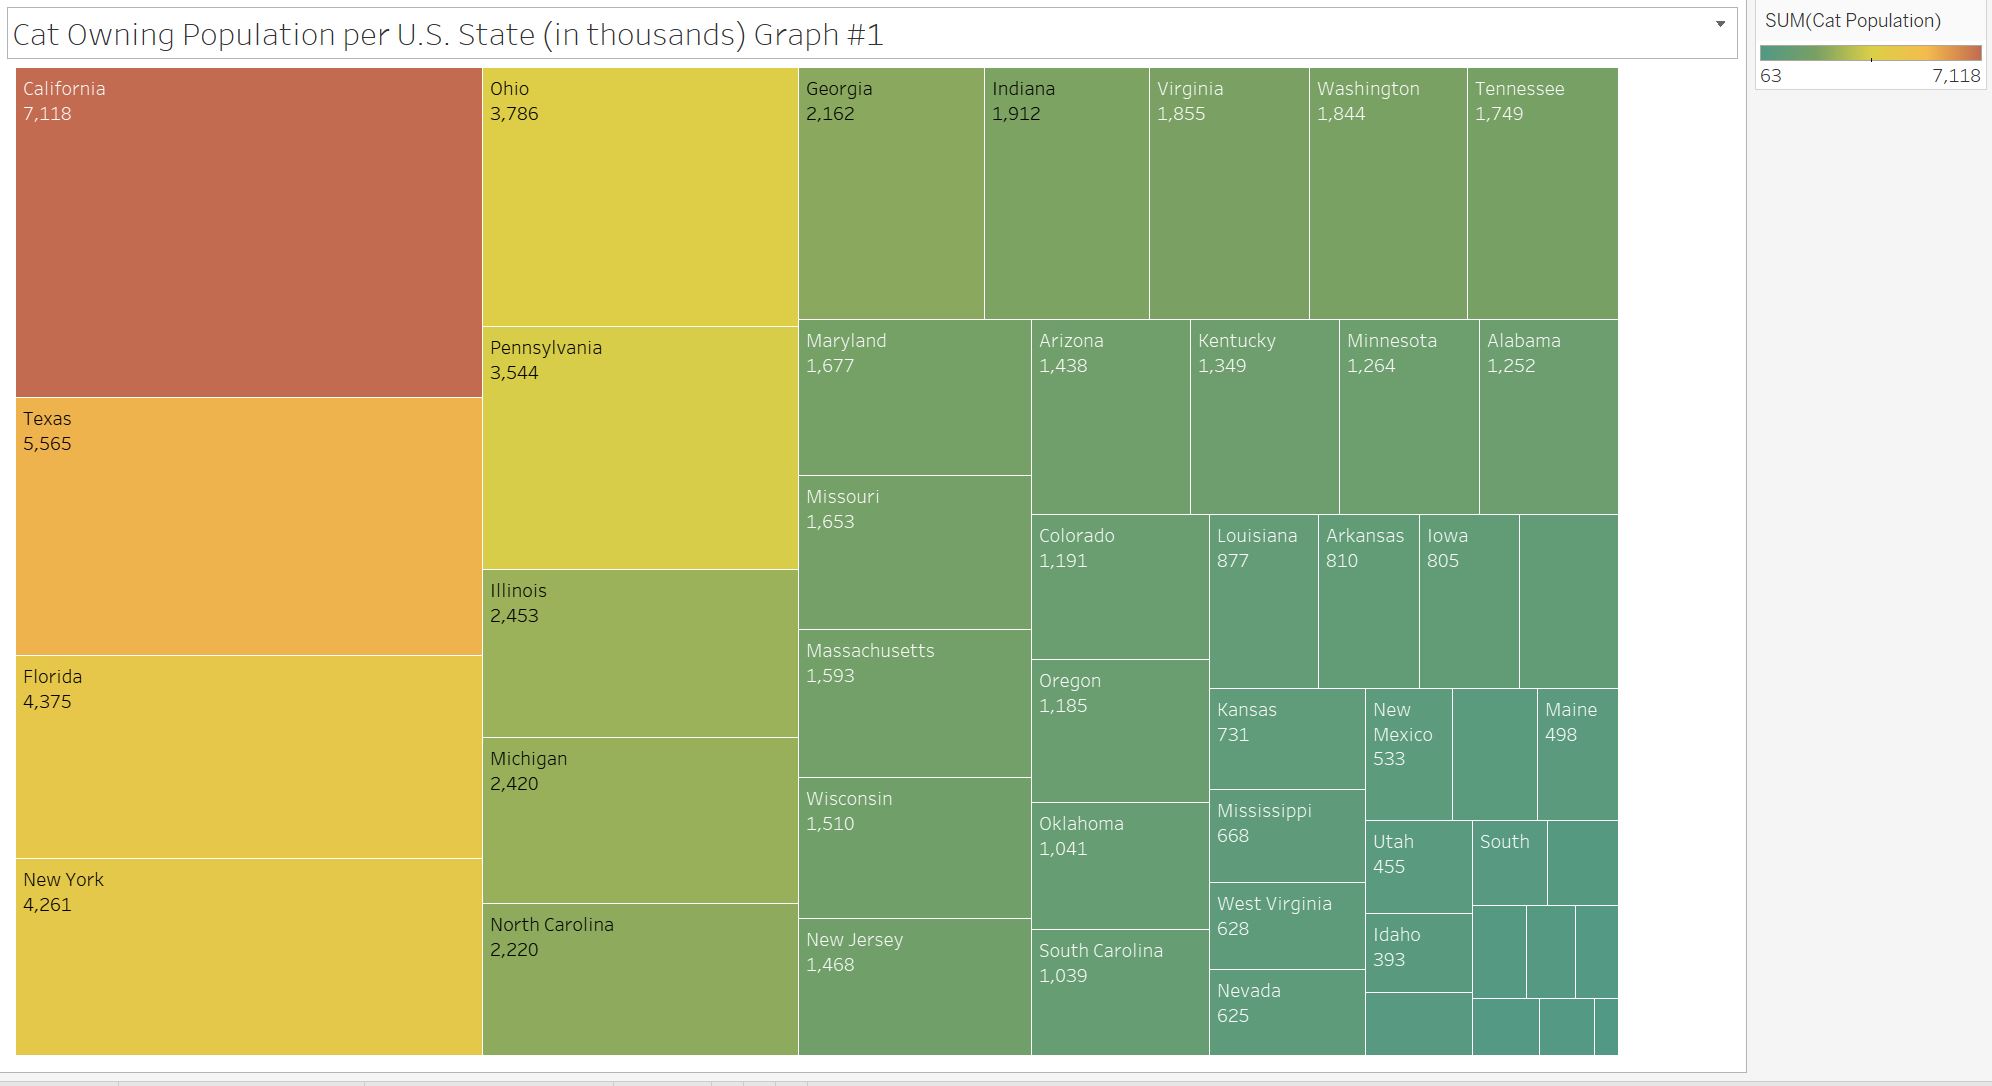 Cat Owning Population per U.S. State (in thousands) Graph #1
SUM(Cat Population)
63
7,118
California
7,118
Texas
5,565
Florida
4,375
New York
4,261
Ohio
3,786
Pennsylvania
3,544
Illinois
2,453
Michigan
2,420
North Carolina
2,220
Georgia
2,162
Indiana
1,912
Virginia
1,855
Washington
1,844
Tennessee
1,749
Maryland
1,677
Missouri
1,653
Massachusetts
1,593
Wisconsin
1,510
New Jersey
1,468
Arizona
1,438
Kentucky
1,349
Minnesota
1,264
Alabama
1,252
Colorado
1,191
Oregon
1,185
Oklahoma
1,041
South Carolina
1,039
Louisiana
877
Arkansas
810
Iowa
805
Kansas
731
Mississippi
668
West Virginia
628
Nevada
625
New
Mexico
533
Maine
498
Utah
455
South
Idaho
393